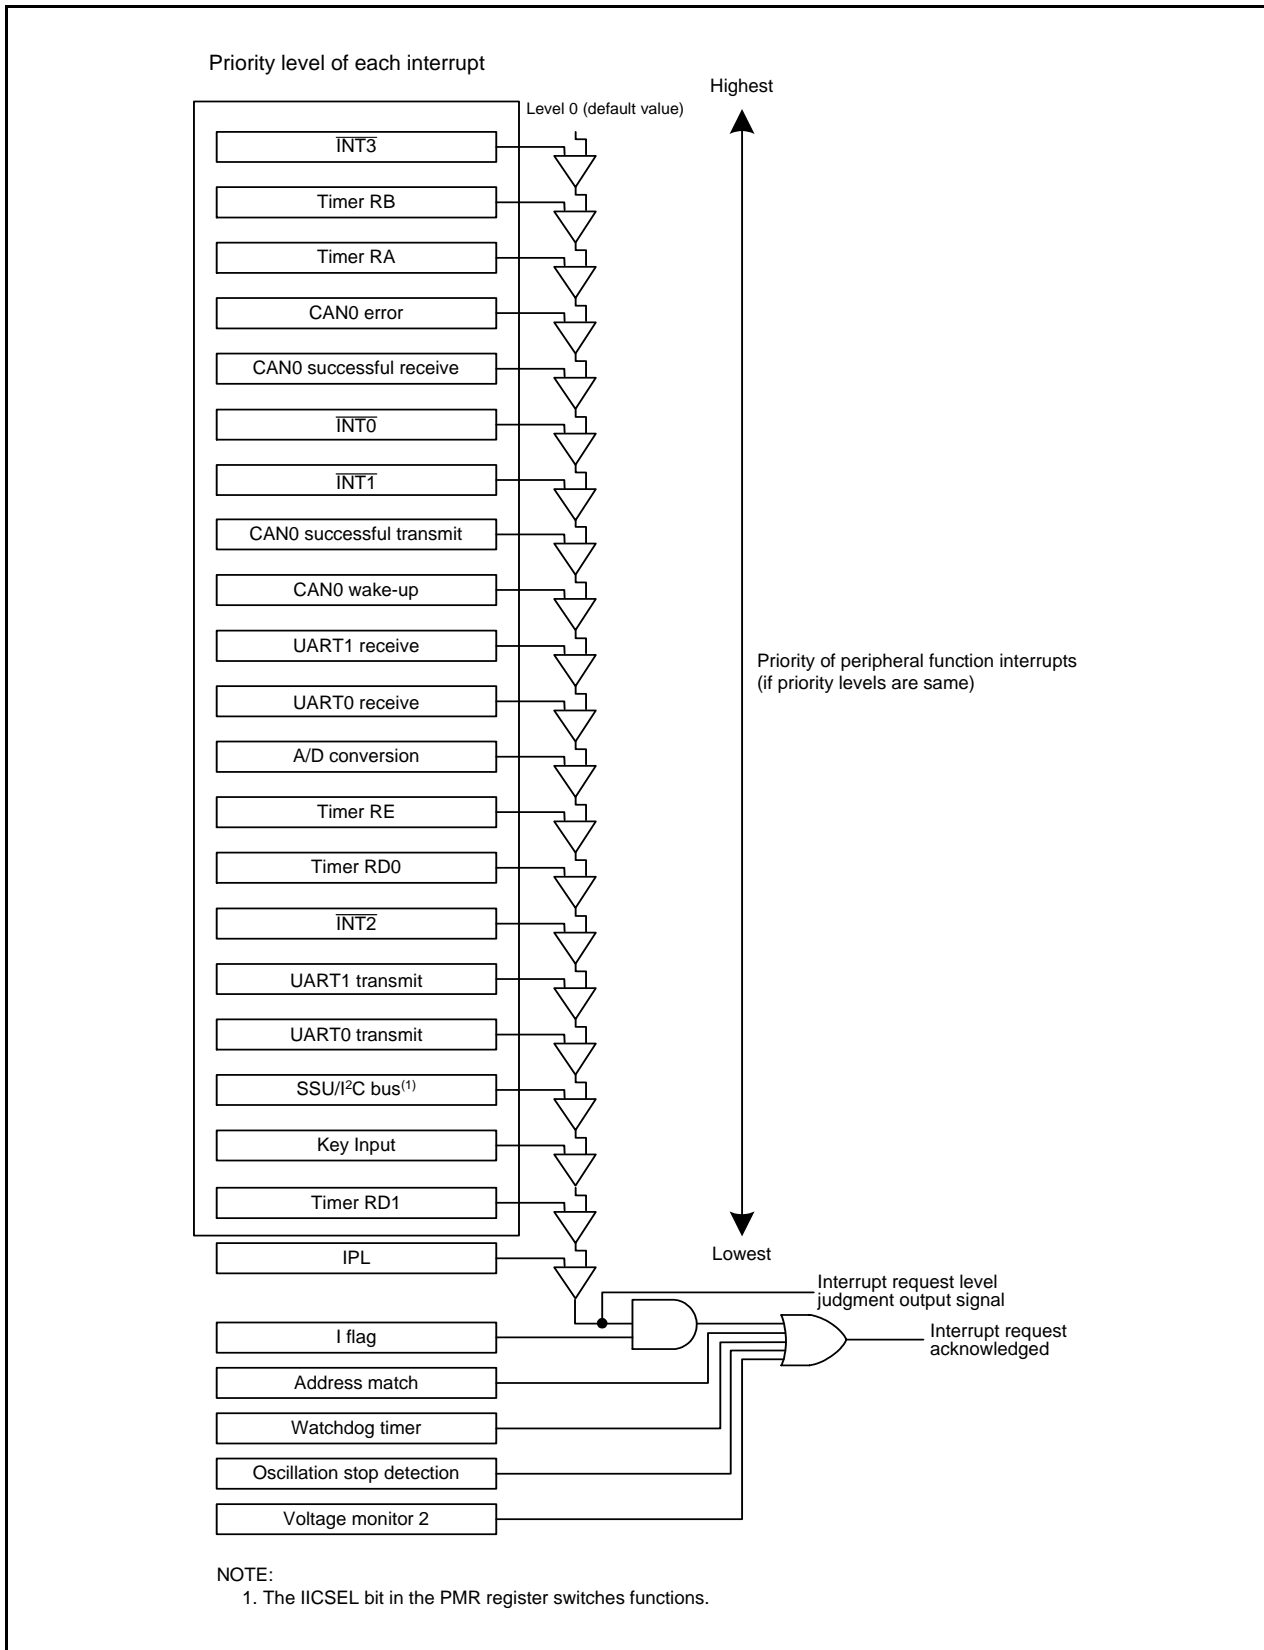 Priority level of each interrupt
Highest
Level 0 (default value)
INT3
Timer RB
Timer RA
CAN0 error
CAN0 successful receive
INT0
INT1
CAN0 successful transmit
CAN0 wake-up
UART1 receive
UART0 receive
Priority of peripheral function interrupts
(if priority levels are same)
A/D conversion
Timer RE
Timer RD0
INT2
UART1 transmit
UART0 transmit
SSU/I²C bus(1)
Key Input
Timer RD1
Lowest
IPL
Interrupt request level
judgment output signal
I flag
Interrupt request
acknowledged
Address match
Watchdog timer
Oscillation stop detection
Voltage monitor 2
NOTE:
1. The IICSEL bit in the PMR register switches functions.